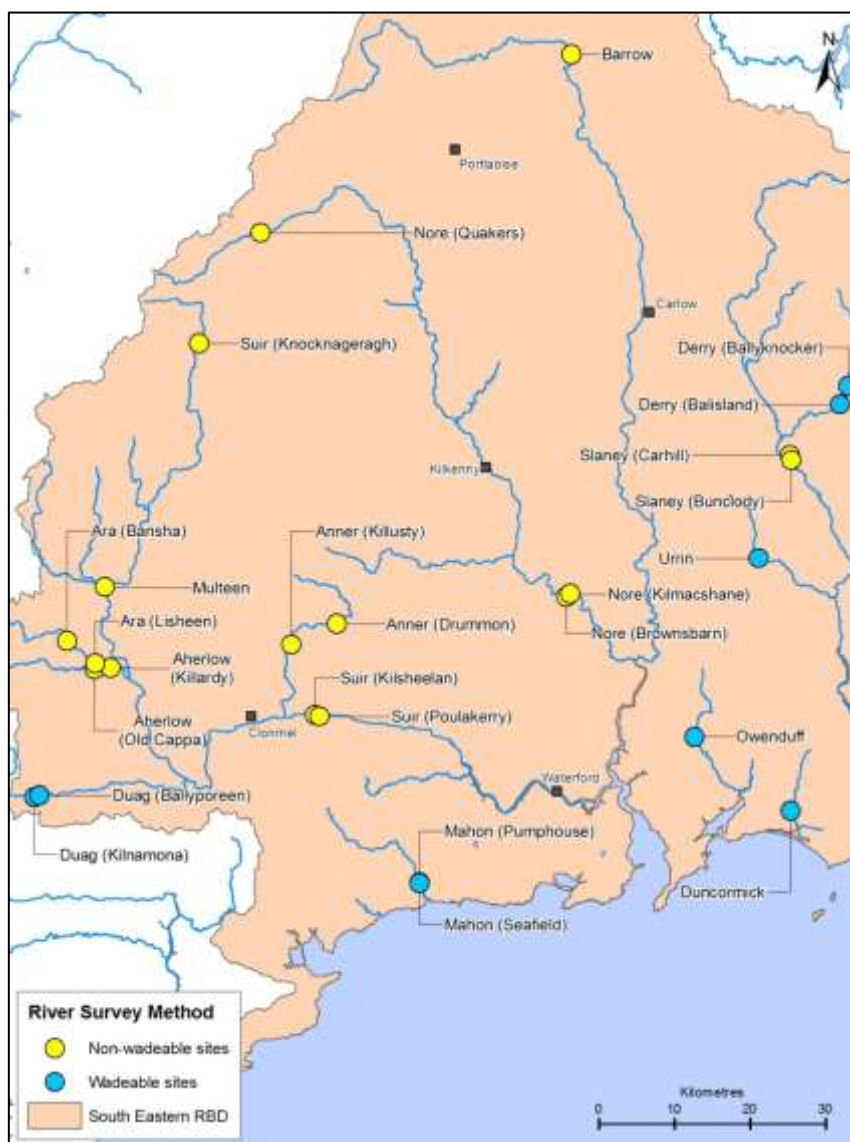 Barrow
N
Portlaoise
Nore (Quakers)
Carlow
Suir (Knocknageragh)
Derry (Ballyknocker)
Derry (Balisland)
Slaney (Carhill)
Kilkenny
Slaney (Bunclody)
Ara (Bansha)
Anner (Killusty)
Urrin
Multeen
Nore (Kilmacshane)
Ara (Lisheen)
Anner (Drummon)
Nore (Brownsbarn)
Aherlow
(Killardy)
Suir (Kilsheelan)
Aherlow
(Old Cappa)
Clonmel
Suir (Poulakerry)
Owenduff
Waterford
Duag (Ballyporeen)
Mahon (Pumphouse)
Duag (Kilnamona)
Duncormick
Mahon (Seafield)
River Survey Method
Non-wadeable sites
Wadeable sites
South Eastern RBD
Kilometres
0 10 20 30